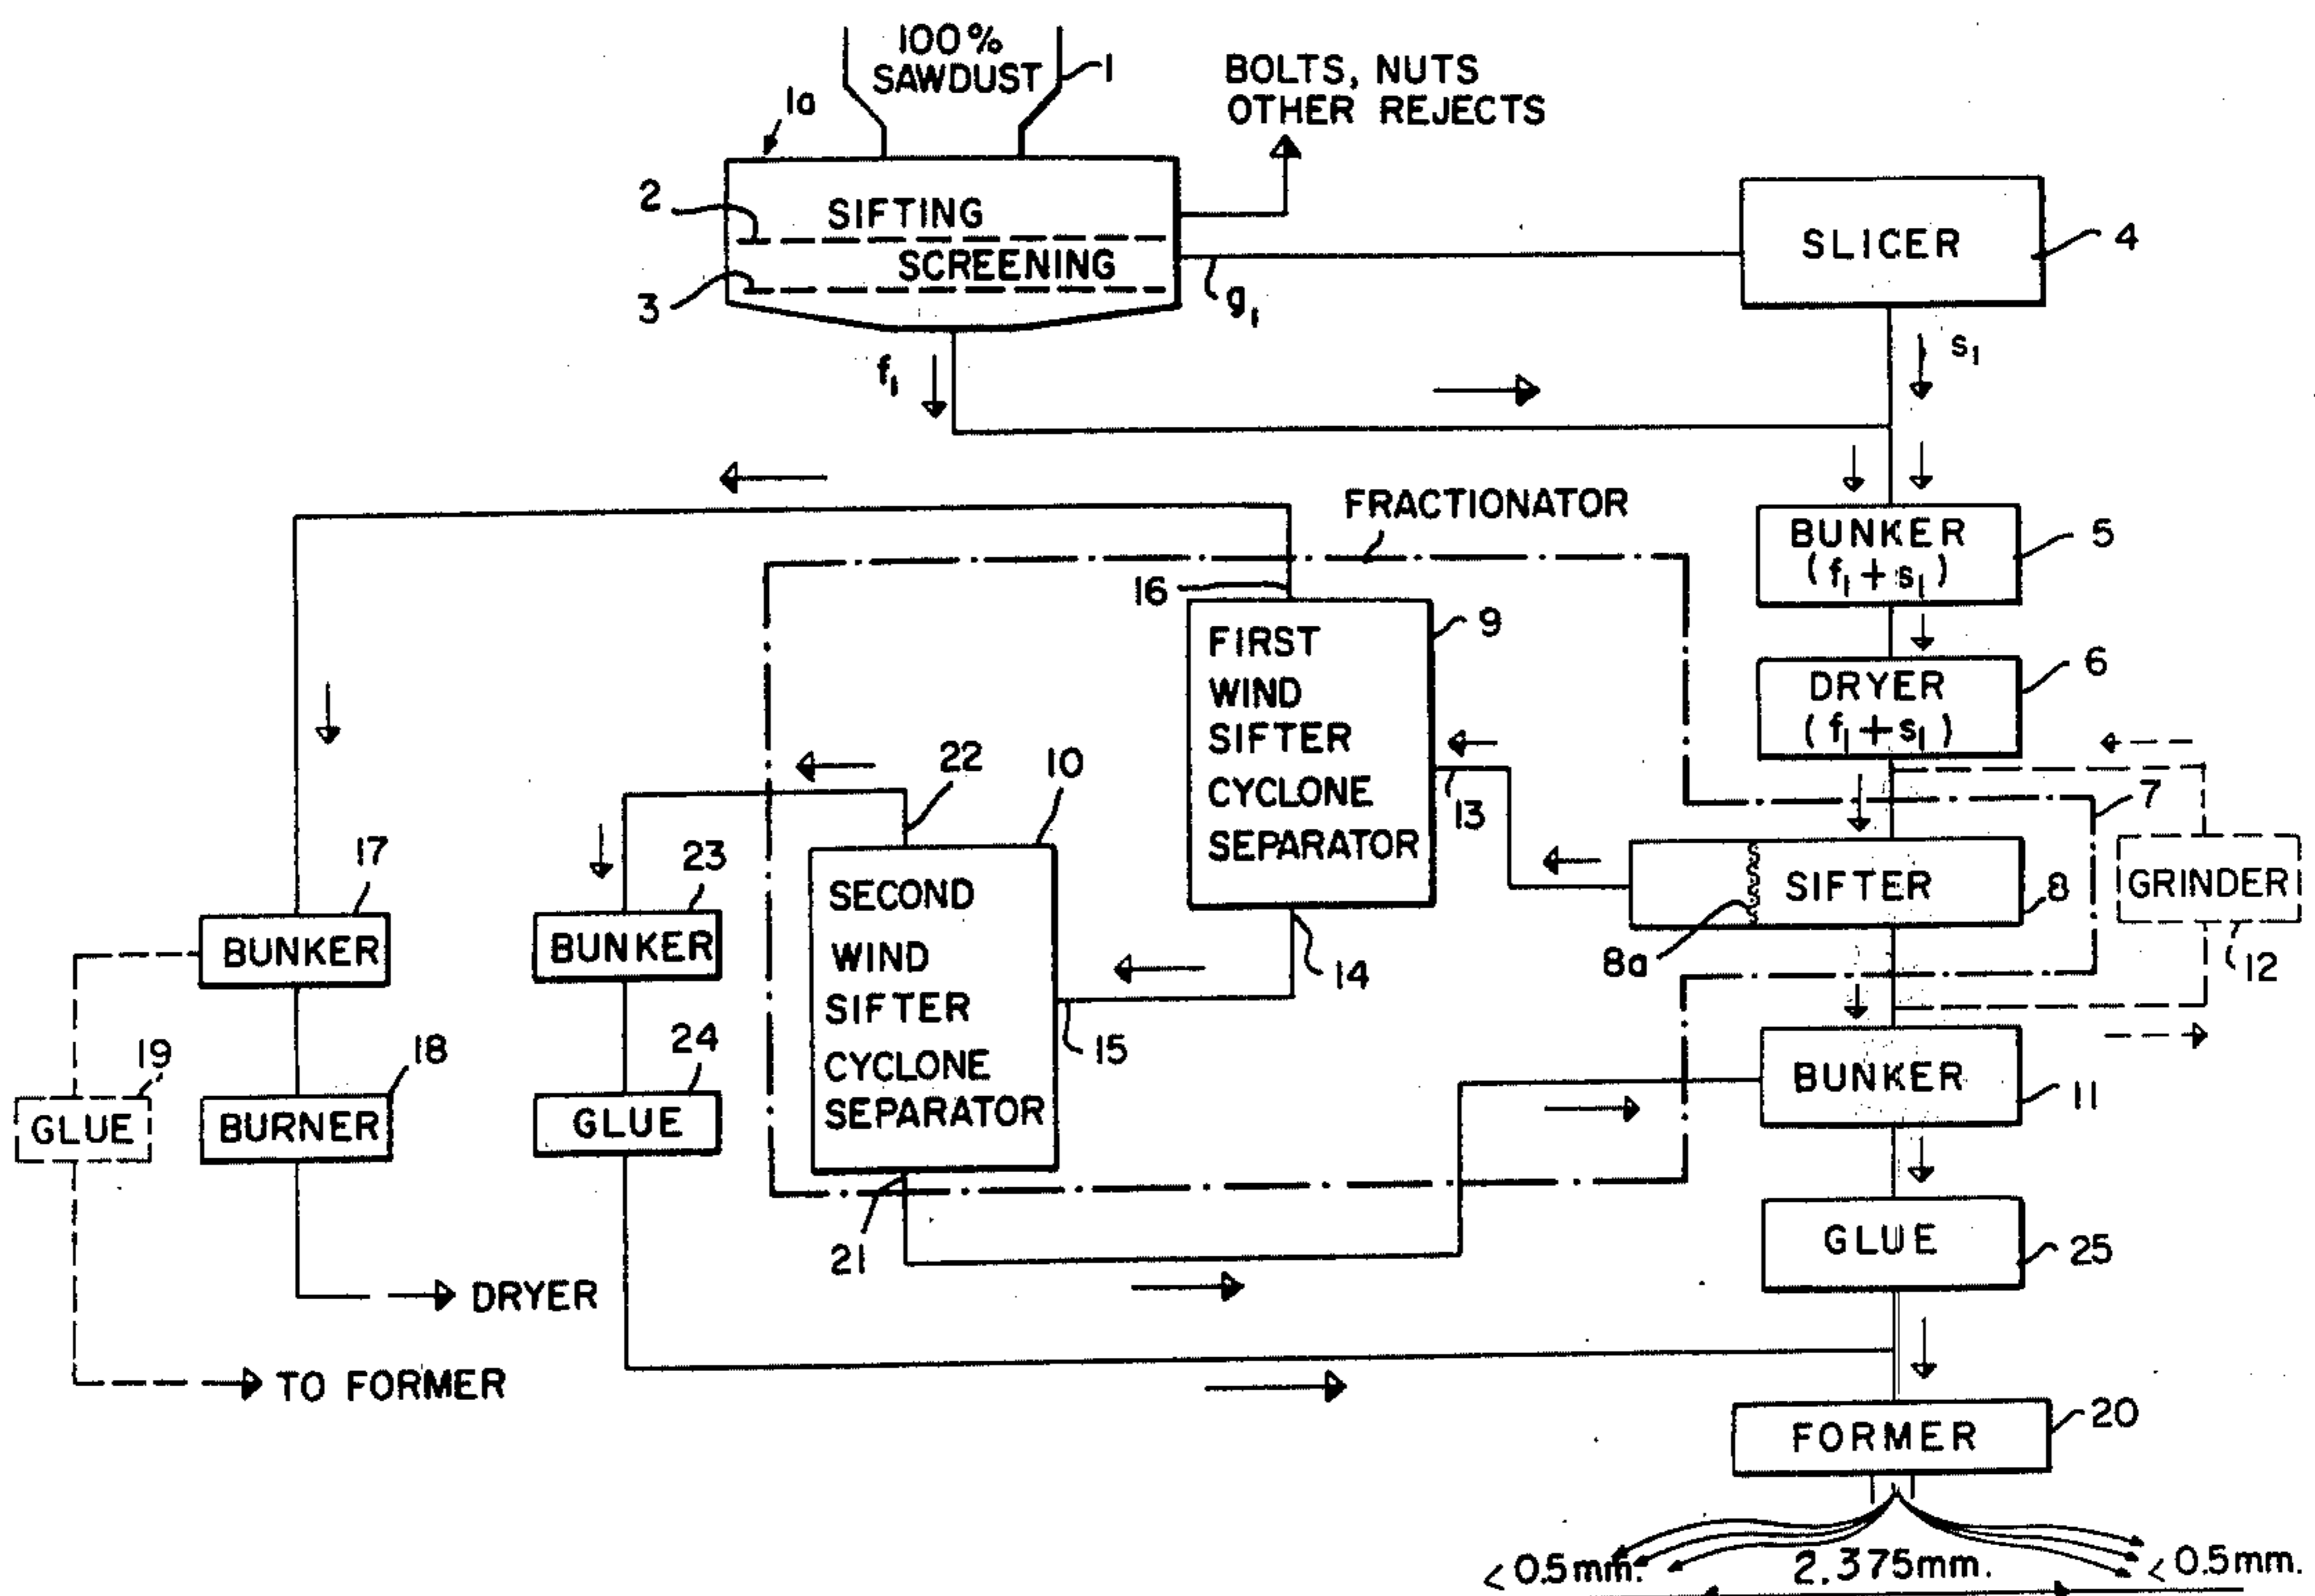 100%
SAWDUST
1
1a
BOLTS, NUTS
OTHER REJECTS
2
SIFTING
SCREENING
3
g1
SLICER
4
f1
s1
FRACTIONATOR
BUNKER
(f1 + s1)
5
16
FIRST
WIND
SIFTER
CYCLONE
SEPARATOR
9
DRYER
(f1 + s1)
6
22
10
13
7
17
23
SECOND
WIND
SIFTER
CYCLONE
SEPARATOR
SIFTER
8
8a
GRINDER
12
BUNKER
BUNKER
14
15
19
18
24
GLUE
BURNER
GLUE
BUNKER
11
21
GLUE
25
DRYER
TO FORMER
FORMER
20
< 0.5mm.
2.375mm.
< 0.5mm.